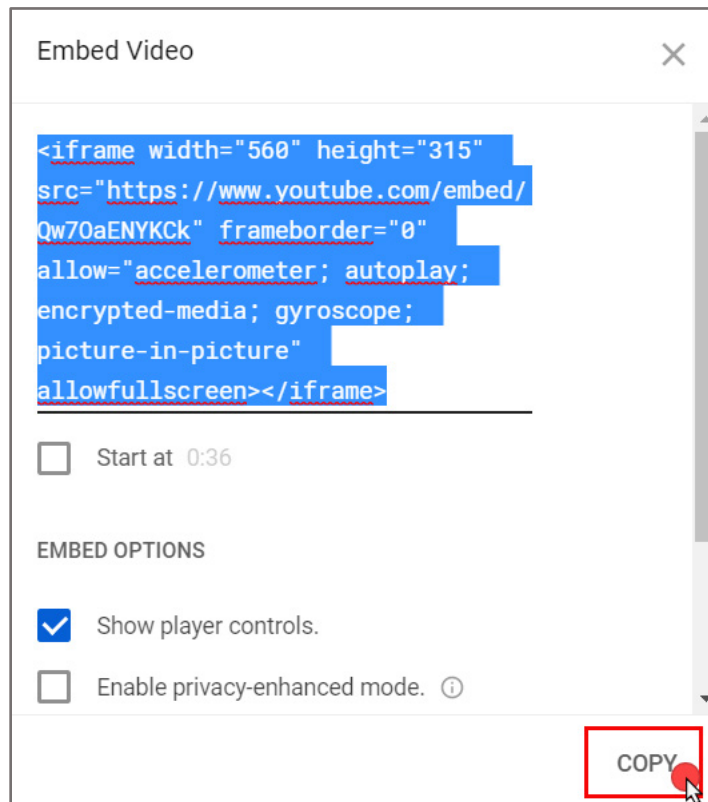 Embed Video
<iframe width="560" height="315"
src="https://www.youtube.com/embed/
Qw7OaENYKCk" frameborder="0"
allow="accelerometer; autoplay;
encrypted-media; gyroscope;
picture-in-picture"
allowfullscreen></iframe>
Start at 0:36
EMBED OPTIONS
Show player controls.
Enable privacy-enhanced mode.
COPY